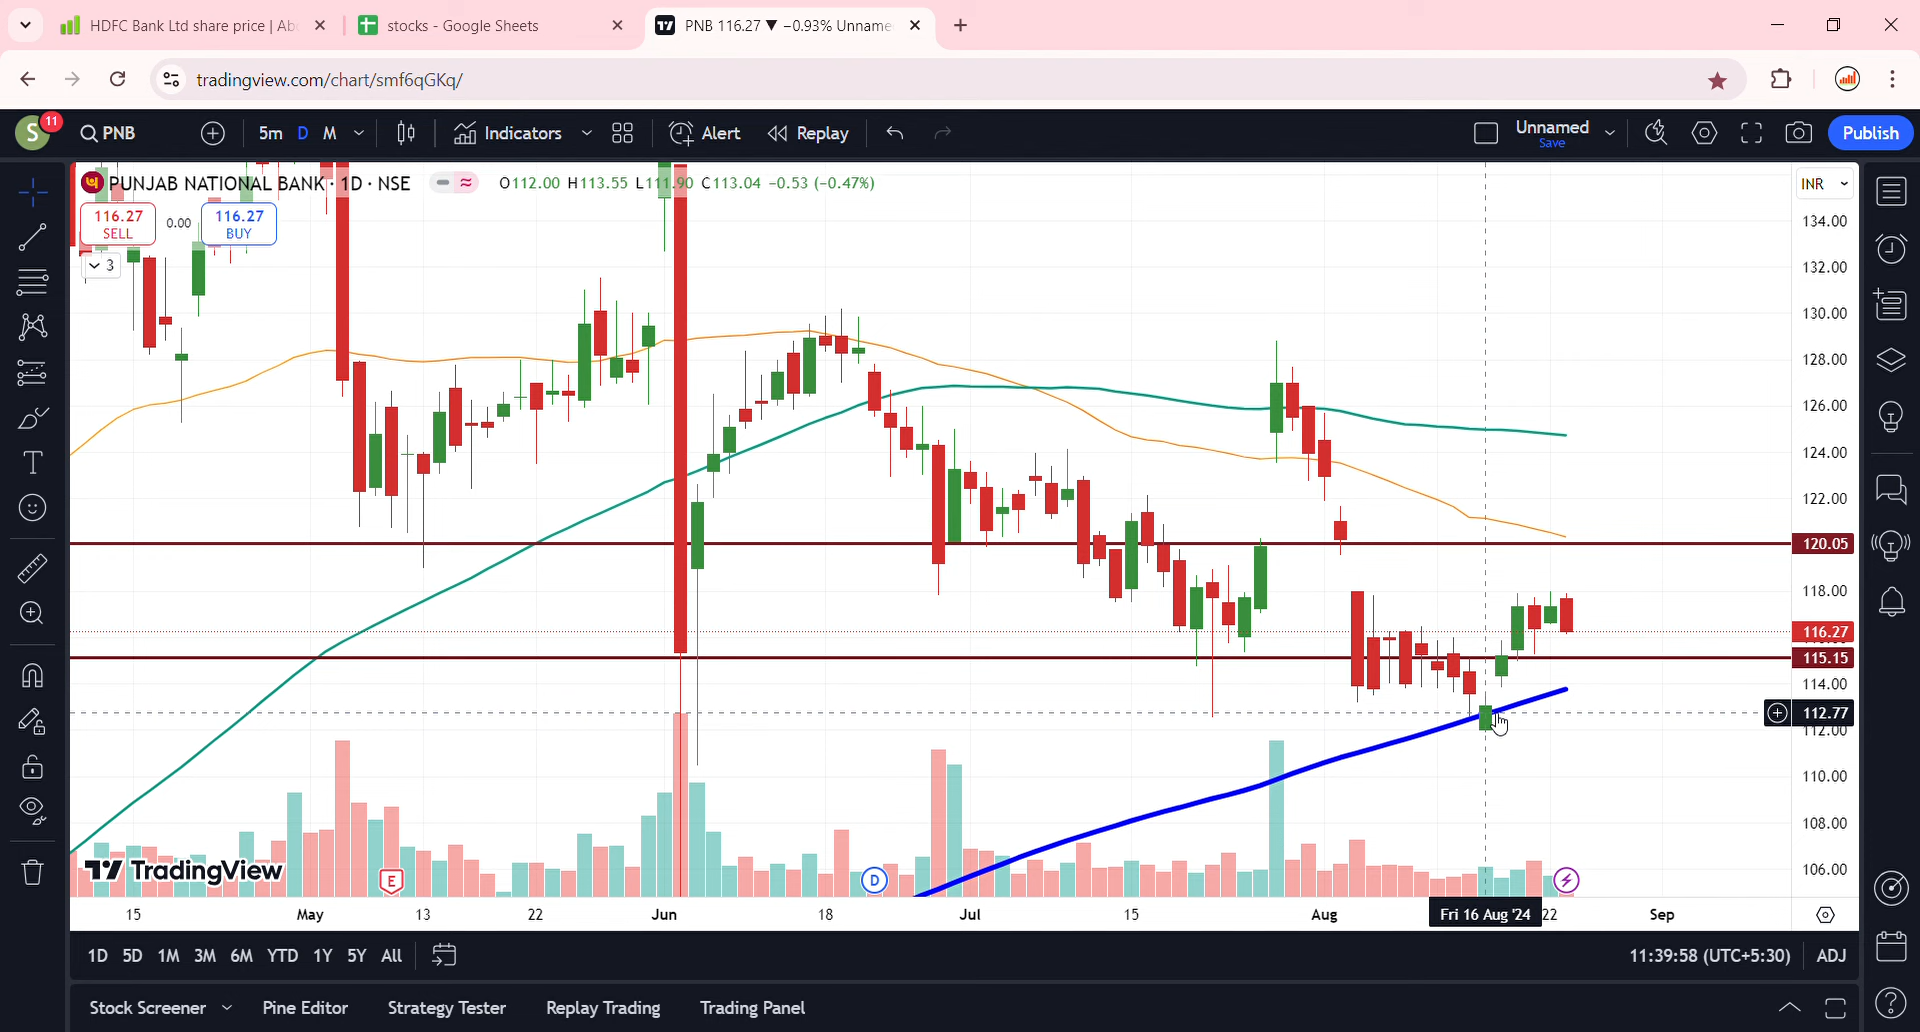 HDFC Bank Ltd share price | Abo
stocks - Google Sheets
PNB 116.27 ▼ −0.93% Unname
tradingview.com/chart/smf6qGKq/
S
11
PNB
5m D M
Indicators
Alert
Replay
Unnamed
Save
Publish
प
PUNJAB NATIONAL BANK · 1D · NSE
O112.00 H113.55 L111.90 C113.04 −0.53 (−0.47%)
INR
116.27
SELL
0.00
116.27
BUY
3
134.00
132.00
130.00
128.00
126.00
124.00
122.00
120.05
118.00
116.27
115.15
114.00
112.77
112.00
110.00
108.00
106.00
TradingView
E
D
15 May 13 22 Jun 18 Jul 15 Aug Fri 16 Aug '24 22 Sep
1D 5D 1M 3M 6M YTD 1Y 5Y All
11:39:58 (UTC+5:30) ADJ
Stock Screener Pine Editor Strategy Tester Replay Trading Trading Panel